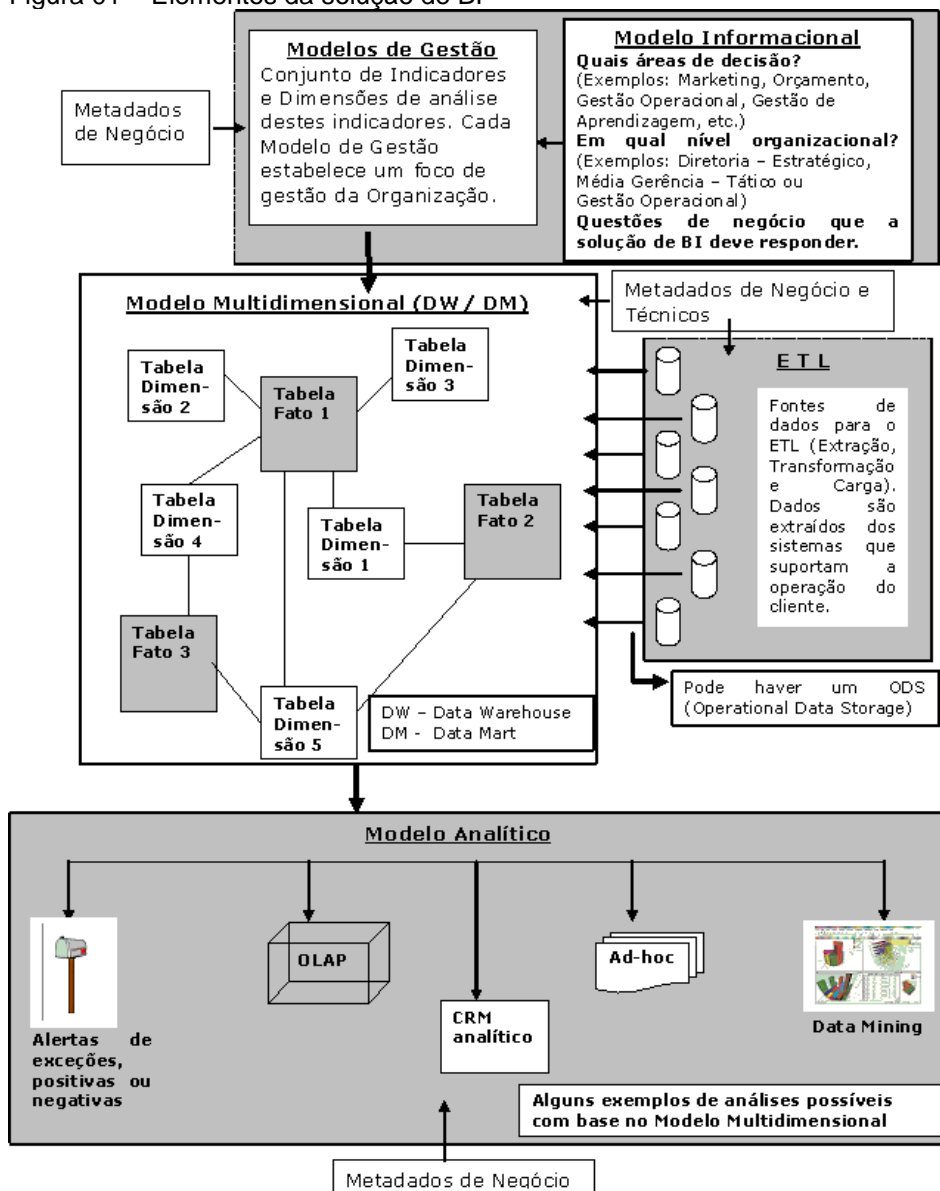 Figura 01 – Elementos da solução de BI
Modelos de Gestão
Conjunto de Indicadores
e Dimensões de análise
destes indicadores. Cada
Modelo de Gestão
estabelece um foco de
gestão da Organização.
Modelo Informacional
Quais áreas de decisão?
(Exemplos: Marketing, Orçamento,
Gestão Operacional, Gestão de
Aprendizagem, etc.)
Em qual nível organizacional?
(Exemplos: Diretoria – Estratégico,
Média Gerência – Tático ou
Gestão Operacional)
Questões de negócio que a
solução de BI deve responder.
Metadados
de Negócio
Modelo Multidimensional (DW / DM)
Metadados de Negócio e
Técnicos
Tabela
Dimen-
são 2
Tabela
Fato 1
Tabela
Dimen-
são 3
Tabela
Dimen-
são 4
Tabela
Dimen-
são 1
Tabela
Fato 2
Tabela
Fato 3
Tabela
Dimen-
são 5
DW – Data Warehouse
DM - Data Mart
E T L
Fontes de
dados para o
ETL (Extração,
Transformação
e Carga).
Dados são
extraídos dos
sistemas que
suportam a
operação do
cliente.
Pode haver um ODS
(Operational Data Storage)
Modelo Analítico
Alertas de
exceções,
positivas ou
negativas
OLAP
CRM
analítico
Ad-hoc
Data Mining
Alguns exemplos de análises possíveis
com base no Modelo Multidimensional
Metadados de Negócio